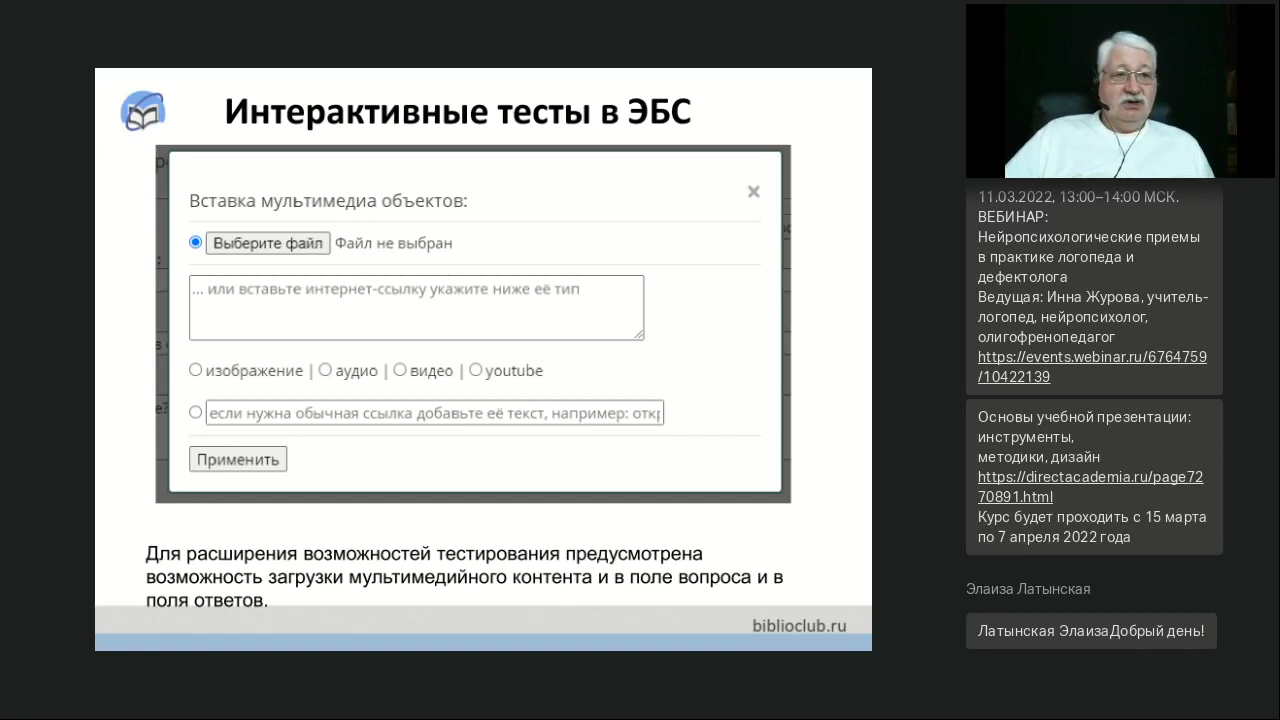 Интерактивные тесты в ЭБС
Вставка мультимедиа объектов:
×
Выберите файл Файл не выбран
... или вставьте интернет-ссылку укажите ниже её тип
изображение | аудио | видео | youtube
если нужна обычная ссылка добавьте её текст, например: откр
Применить
Для расширения возможностей тестирования предусмотрена
возможность загрузки мультимедийного контента и в поле вопроса и в
поля ответов.
biblioclub.ru
11.03.2022, 13:00–14:00 МСК.
ВЕБИНАР:
Нейропсихологические приемы
в практике логопеда и
дефектолога
Ведущая: Инна Журова, учитель-
логопед, нейропсихолог,
олигофренопедагог
https://events.webinar.ru/6764759
/10422139
Основы учебной презентации:
инструменты,
методики, дизайн
https://directacademia.ru/page72
70891.html
Курс будет проходить с 15 марта
по 7 апреля 2022 года
Элаиза Латынская
Латынская ЭлаизаДобрый день!